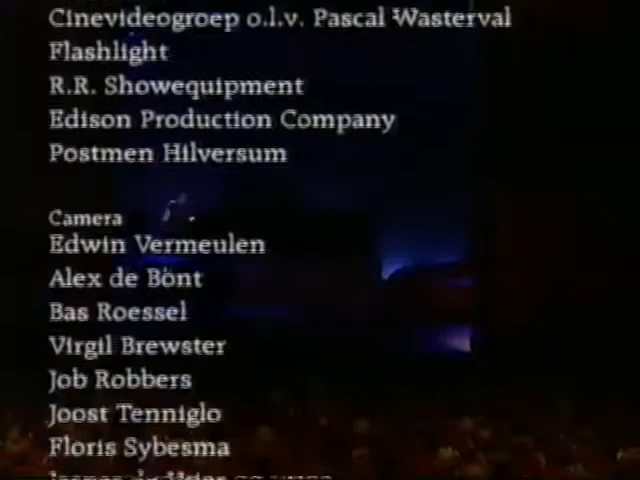 Cinevideogroep o.l.v. Pascal Wasterval
Flashlight
R.R. Showequipment
Edison Production Company
Postmen Hilversum
Camera
Edwin Vermeulen
Alex de Bont
Bas Roessel
Virgil Brewster
Job Robbers
Joost Tenniglo
Floris Sybesma